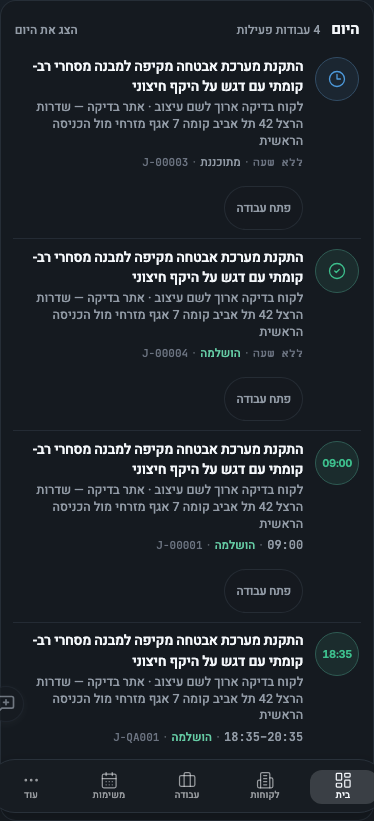 היום
4 עבודות פעילות
הצג את היום
התקנת מערכת אבטחה מקיפה למבנה מסחרי רב-
קומתי עם דגש על היקף חיצוני
לקוח בדיקה ארוך לשם עיצוב · אתר בדיקה — שדרות
הרצל 42 תל אביב קומה 7 אגף מזרחי מול הכניסה
הראשית
ללא שעה · מתוכננת · J-00003
פתח עבודה
התקנת מערכת אבטחה מקיפה למבנה מסחרי רב-
קומתי עם דגש על היקף חיצוני
לקוח בדיקה ארוך לשם עיצוב · אתר בדיקה — שדרות
הרצל 42 תל אביב קומה 7 אגף מזרחי מול הכניסה
הראשית
ללא שעה · הושלמה · J-00004
פתח עבודה
09:00
התקנת מערכת אבטחה מקיפה למבנה מסחרי רב-
קומתי עם דגש על היקף חיצוני
לקוח בדיקה ארוך לשם עיצוב · אתר בדיקה — שדרות
הרצל 42 תל אביב קומה 7 אגף מזרחי מול הכניסה
הראשית
09:00 · הושלמה · J-00001
פתח עבודה
18:35
התקנת מערכת אבטחה מקיפה למבנה מסחרי רב-
קומתי עם דגש על היקף חיצוני
לקוח בדיקה ארוך לשם עיצוב · אתר בדיקה — שדרות
הרצל 42 תל אביב קומה 7 אגף מזרחי מול הכניסה
הראשית
18:35–20:35 · הושלמה · J-QA001
בית
לקוחות
עבודה
משימות
עוד